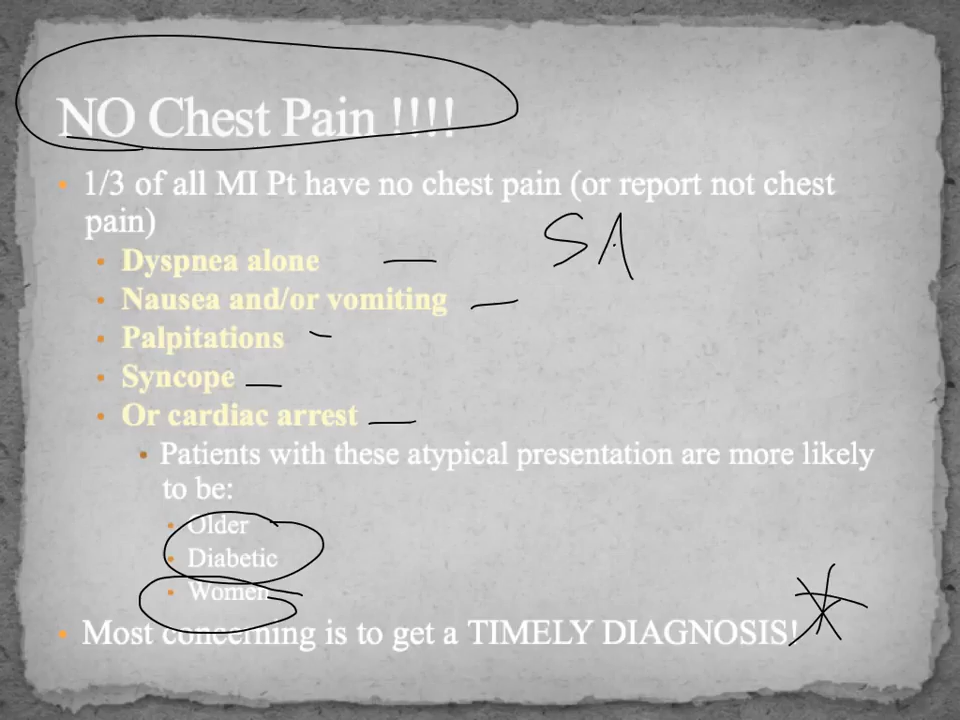 NO Chest Pain !!!!
• 1/3 of all MI Pt have no chest pain (or report not chest
pain)
SA
• Dyspnea alone
• Nausea and/or vomiting
• Palpitations
• Syncope
• Or cardiac arrest
• Patients with these atypical presentation are more likely
to be:
• Older
• Diabetic
• Women
• Most concerning is to get a TIMELY DIAGNOSIS!